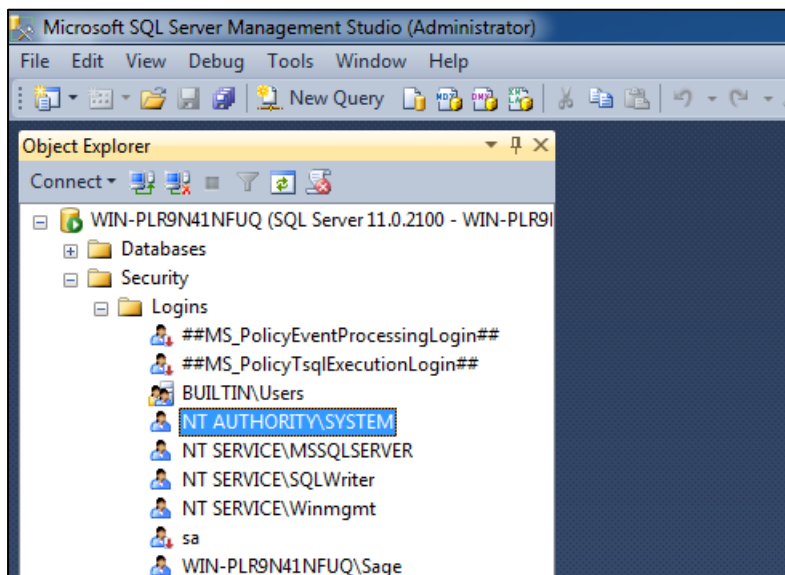 Microsoft SQL Server Management Studio (Administrator)
File Edit View Debug Tools Window Help
New Query
Object Explorer
Connect
WIN-PLR9N41NFUQ (SQL Server 11.0.2100 - WIN-PLR9
Databases
Security
Logins
##MS_PolicyEventProcessingLogin##
##MS_PolicyTsqlExecutionLogin##
BUILTIN\Users
NT AUTHORITY\SYSTEM
NT SERVICE\MSSQLSERVER
NT SERVICE\SQLWriter
NT SERVICE\Winmgmt
sa
WIN-PLR9N41NFUQ\Sage